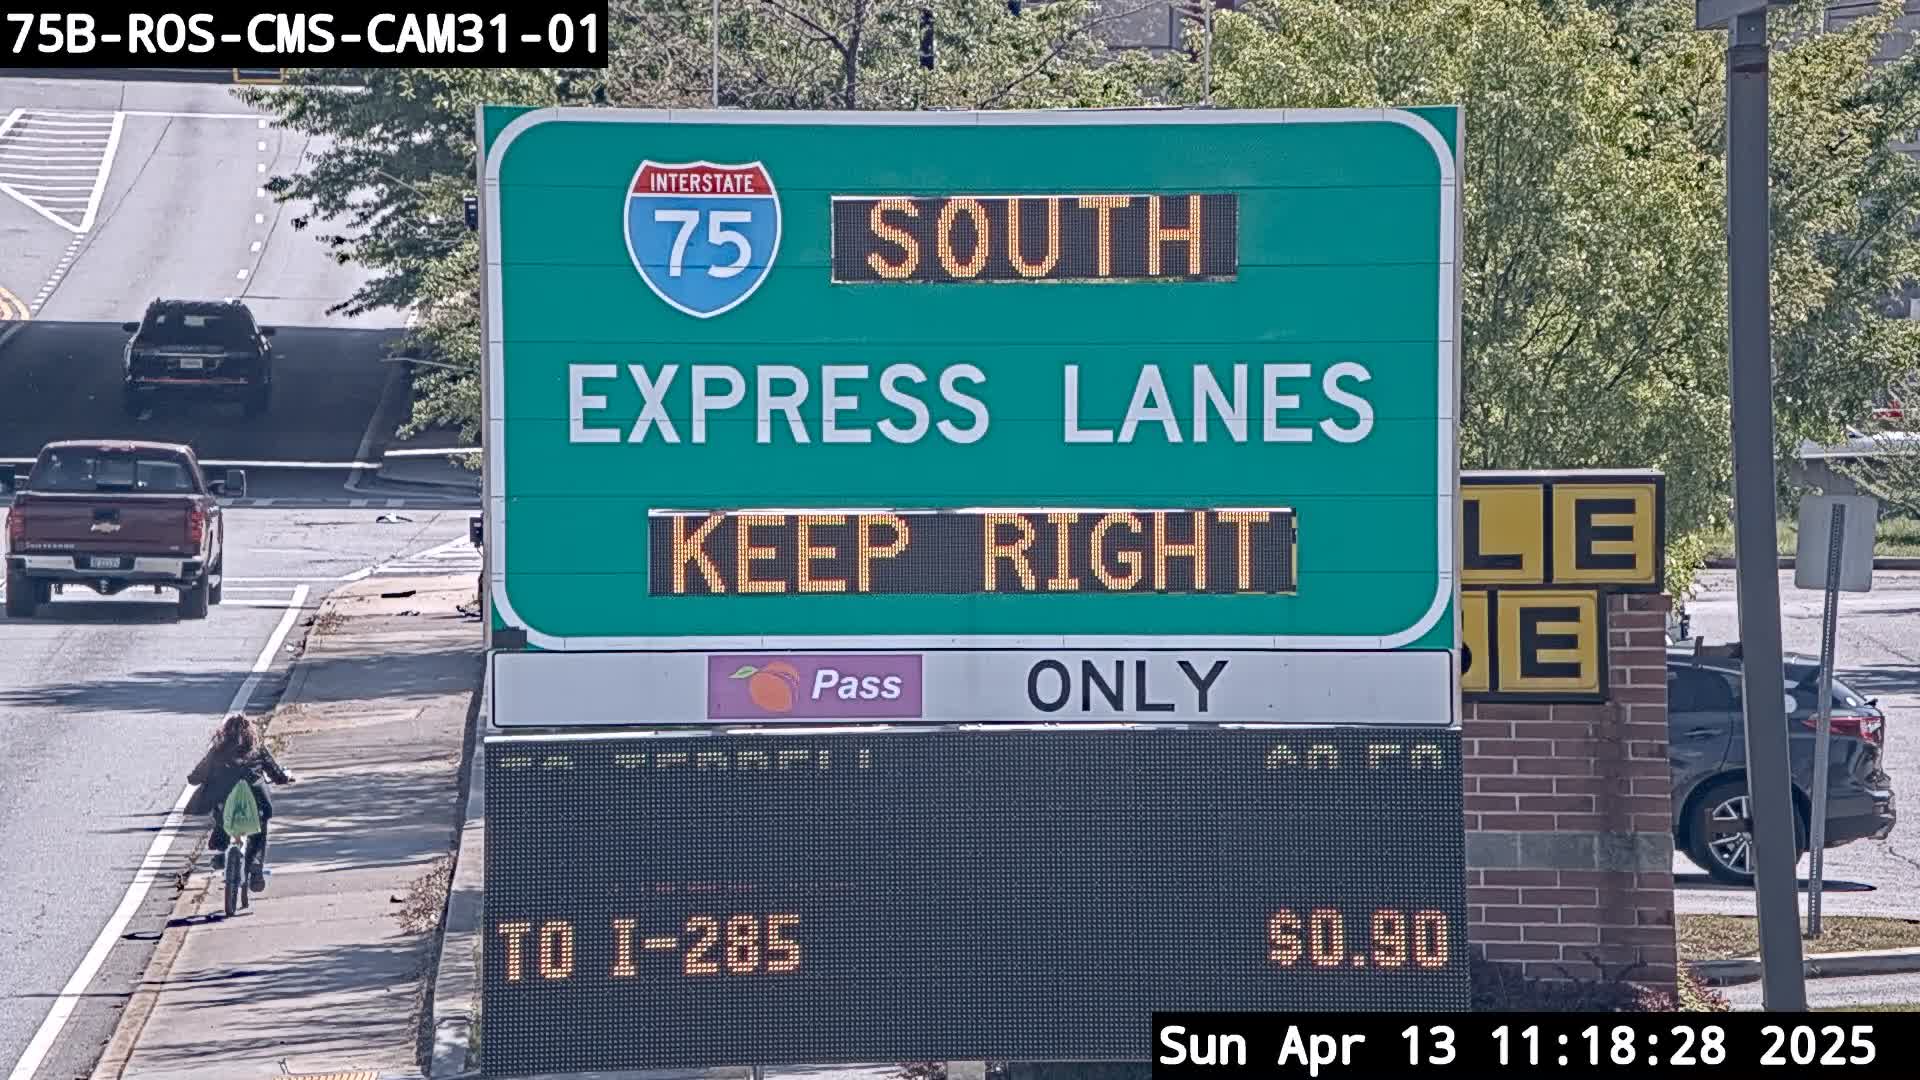 75B-ROS-CMS-CAM31-01
INTERSTATE
75
SOUTH
EXPRESS LANES
KEEP RIGHT
LE
E
Pass ONLY
TO I-285 $0.90
Sun Apr 13 11:18:28 2025